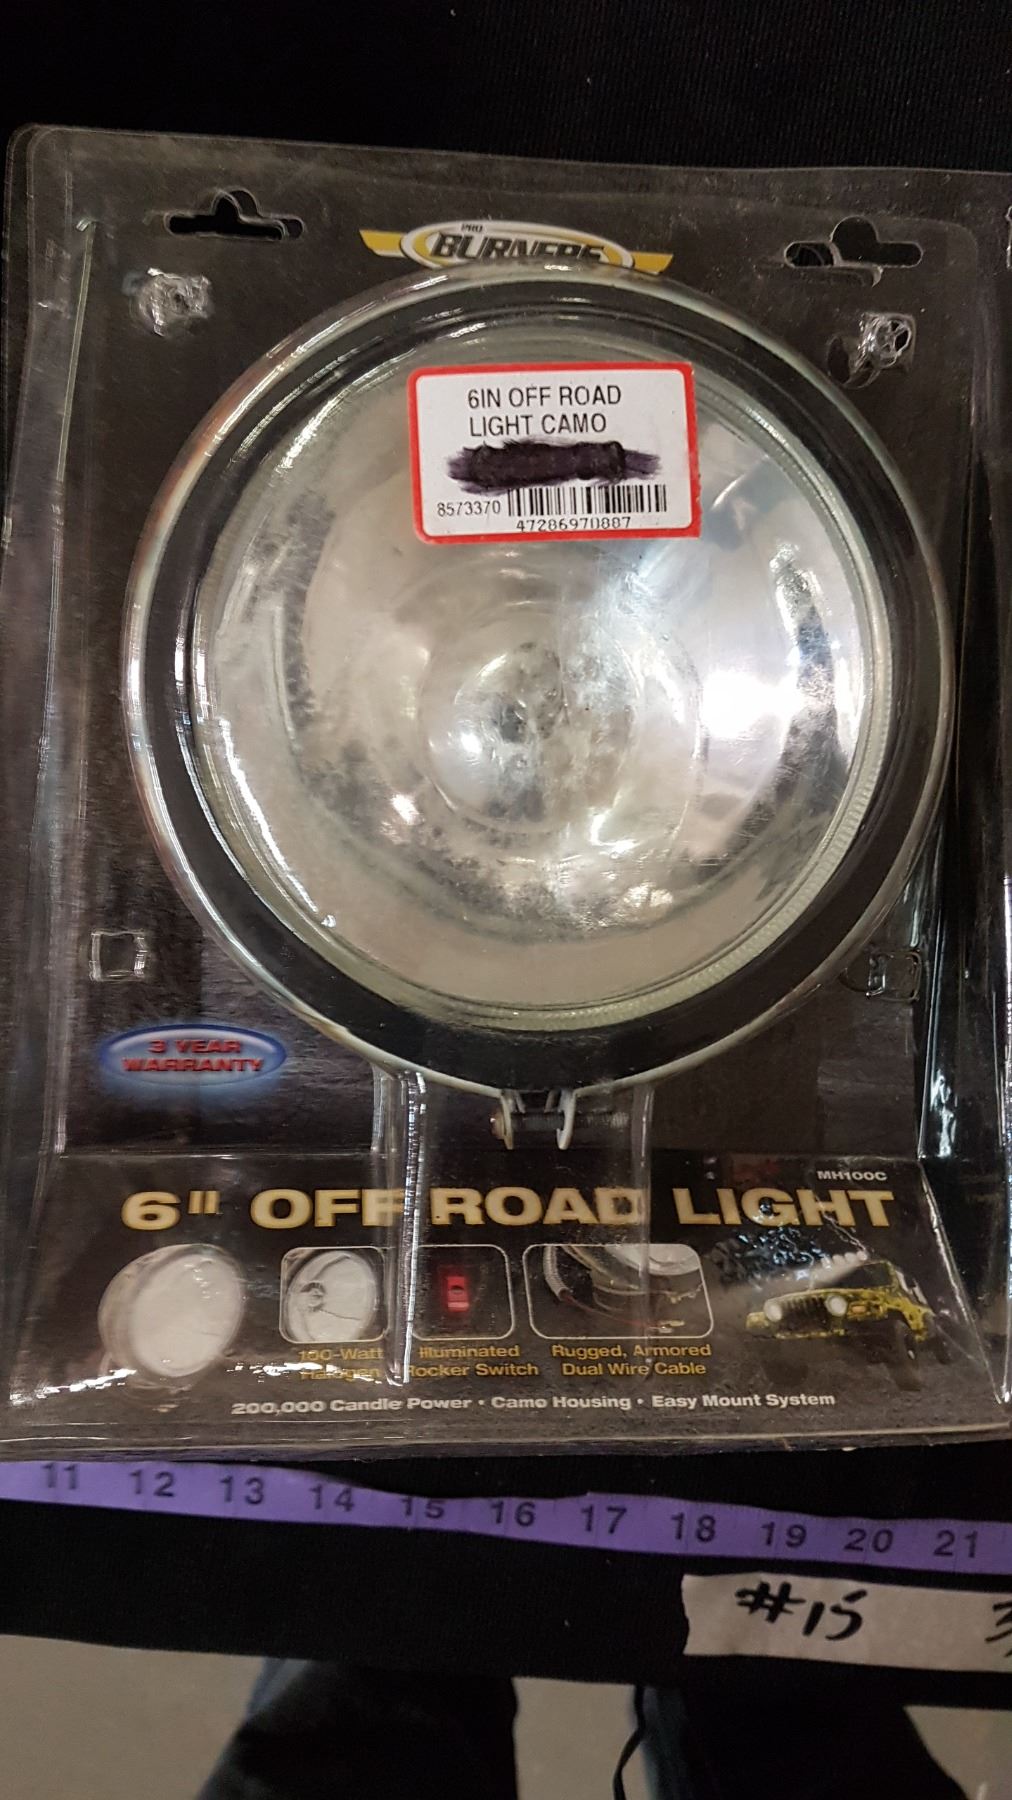 PRO
BURNERS
6IN OFF ROAD
LIGHT CAMO
8573370
47286970887
3 YEAR
WARRANTY
MH100C
6" OFF ROAD LIGHT
100-Watt
Halogen
Illuminated
Rocker Switch
Rugged, Armored
Dual Wire Cable
200,000 Candle Power • Camo Housing • Easy Mount System
11 12 13 14 15 16 17 18 19 20 21
#15